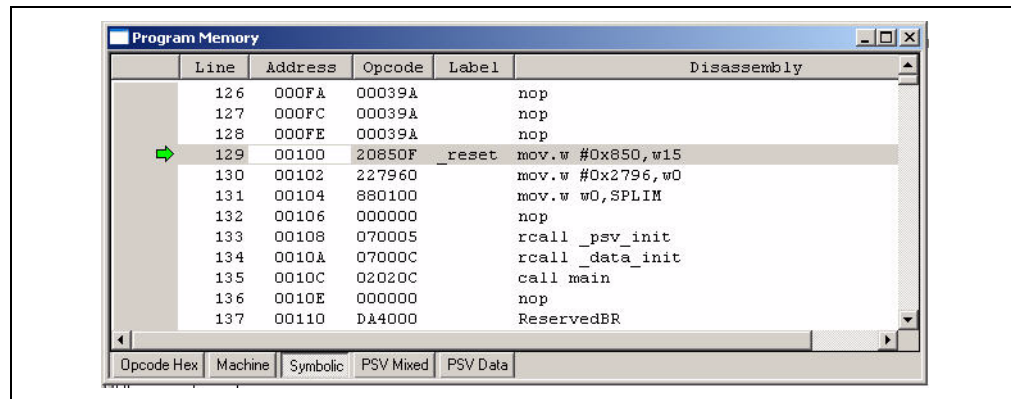 Program Memory
Line Address Opcode Label Disassembly
126 000FA 00039A nop
127 000FC 00039A nop
128 000FE 00039A nop
129 00100 20850F _reset mov.w #0x850,w15
130 00102 227960 mov.w #0x2796,w0
131 00104 880100 mov.w w0,SPLIM
132 00106 000000 nop
133 00108 070005 rcall _psv_init
134 0010A 07000C rcall _data_init
135 0010C 02020C call main
136 0010E 000000 nop
137 00110 DA4000 ReservedBR
Opcode Hex Machine Symbolic PSV Mixed PSV Data